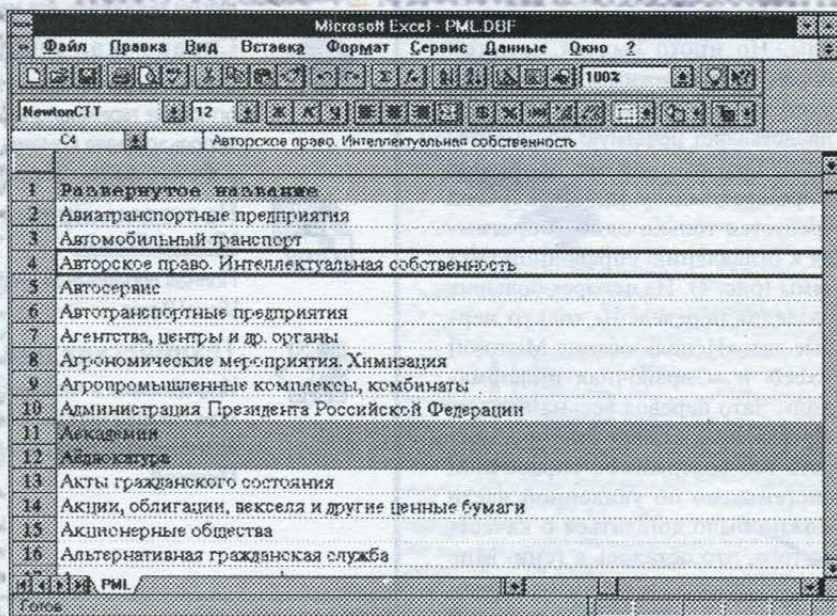 Microsoft Excel - PML.DBF
Файл Правка Вид Вставка Формат Сервис Данные Окно ?
100%
NewtonCTT 12 Ж К Ч
C4 Авторское право. Интеллектуальная собственность
1 Развернутое название
2 Авиатранспортные предприятия
3 Автомобильный транспорт
4 Авторское право. Интеллектуальная собственность
5 Автосервис
6 Автотранспортные предприятия
7 Агентства, центры и др. органы
8 Агрономические мероприятия. Химизация
9 Агропромышленные комплексы, комбинаты
10 Администрация Президента Российской Федерации
11 Аекадемия
12 Аёдвокатура
13 Акты гражданского состояния
14 Акции, облигации, векселя и другие ценные бумаги
15 Акционерные общества
16 Альтернативная гражданская служба
PML
Готов